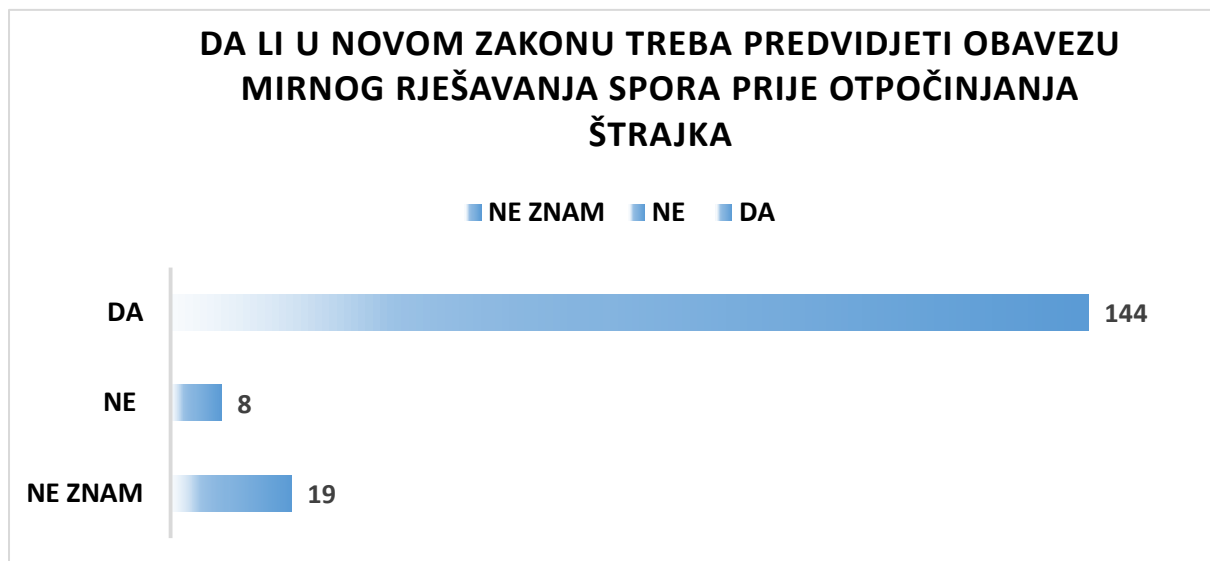 DA LI U NOVOM ZAKONU TREBA PREDVIDJETI OBAVEZU
MIRNOG RJEŠAVANJA SPORA PRIJE OTPOČINJANJA
ŠTRAJKA
NE ZNAM NE DA
DA 144
NE 8
NE ZNAM 19